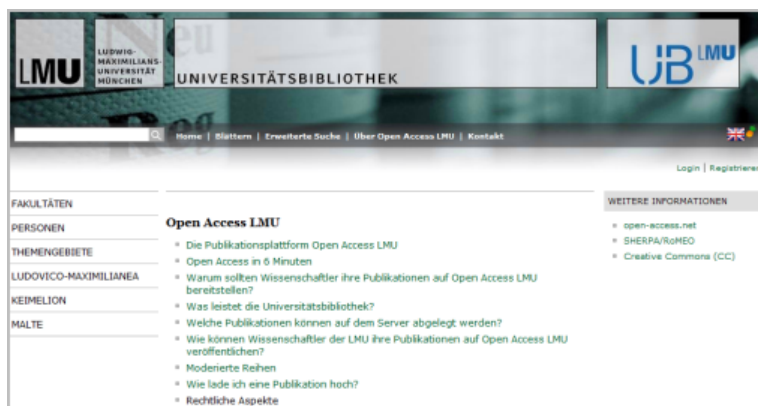 Neu
Reg
LMU
LUDWIG-
MAXIMILIANS-
UNIVERSITÄT
MÜNCHEN
UNIVERSITÄTSBIBLIOTHEK
UB LMU
Home | Blättern | Erweiterte Suche | Über Open Access LMU | Kontakt
Login | Registriere
FAKULTÄTEN
PERSONEN
THEMENGEBIETE
LUDOVICO-MAXIMILIANEA
KEIMELION
MALTE
Open Access LMU
Die Publikationsplattform Open Access LMU
Open Access in 6 Minuten
Warum sollten Wissenschaftler ihre Publikationen auf Open Access LMU
bereitstellen?
Was leistet die Universitätsbibliothek?
Welche Publikationen können auf dem Server abgelegt werden?
Wie können Wissenschaftler der LMU ihre Publikationen auf Open Access LMU
veröffentlichen?
Moderierte Reihen
Wie lade ich eine Publikation hoch?
Rechtliche Aspekte
WEITERE INFORMATIONEN
open-access.net
SHERPA/RoMEO
Creative Commons (CC)